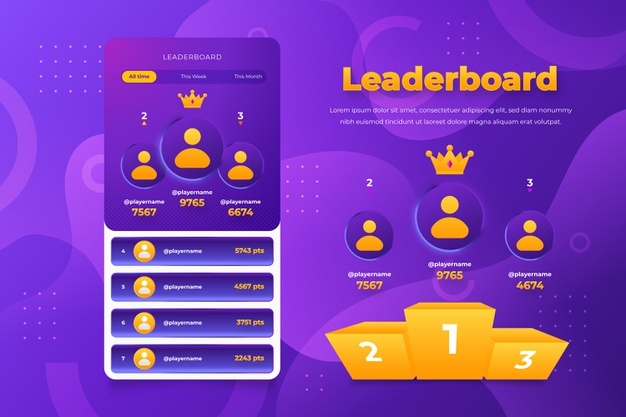 LEADERBOARD
All time This Week This Month
2 3
@playername
9765
@playername @playername
7567 6674
4 @playername 5743 pts
5 @playername 4567 pts
6 @playername 3751 pts
7 @playername 2243 pts
Leaderboard
Lorem ipsum dolor sit amet, consectetuer adipiscing elit, sed diam
nibh euismod tincidunt ut laoreet dolore magna aliquam erat volutpat.
2 3
@playername
9765
@playername @playername
7567 4674
2 1 3